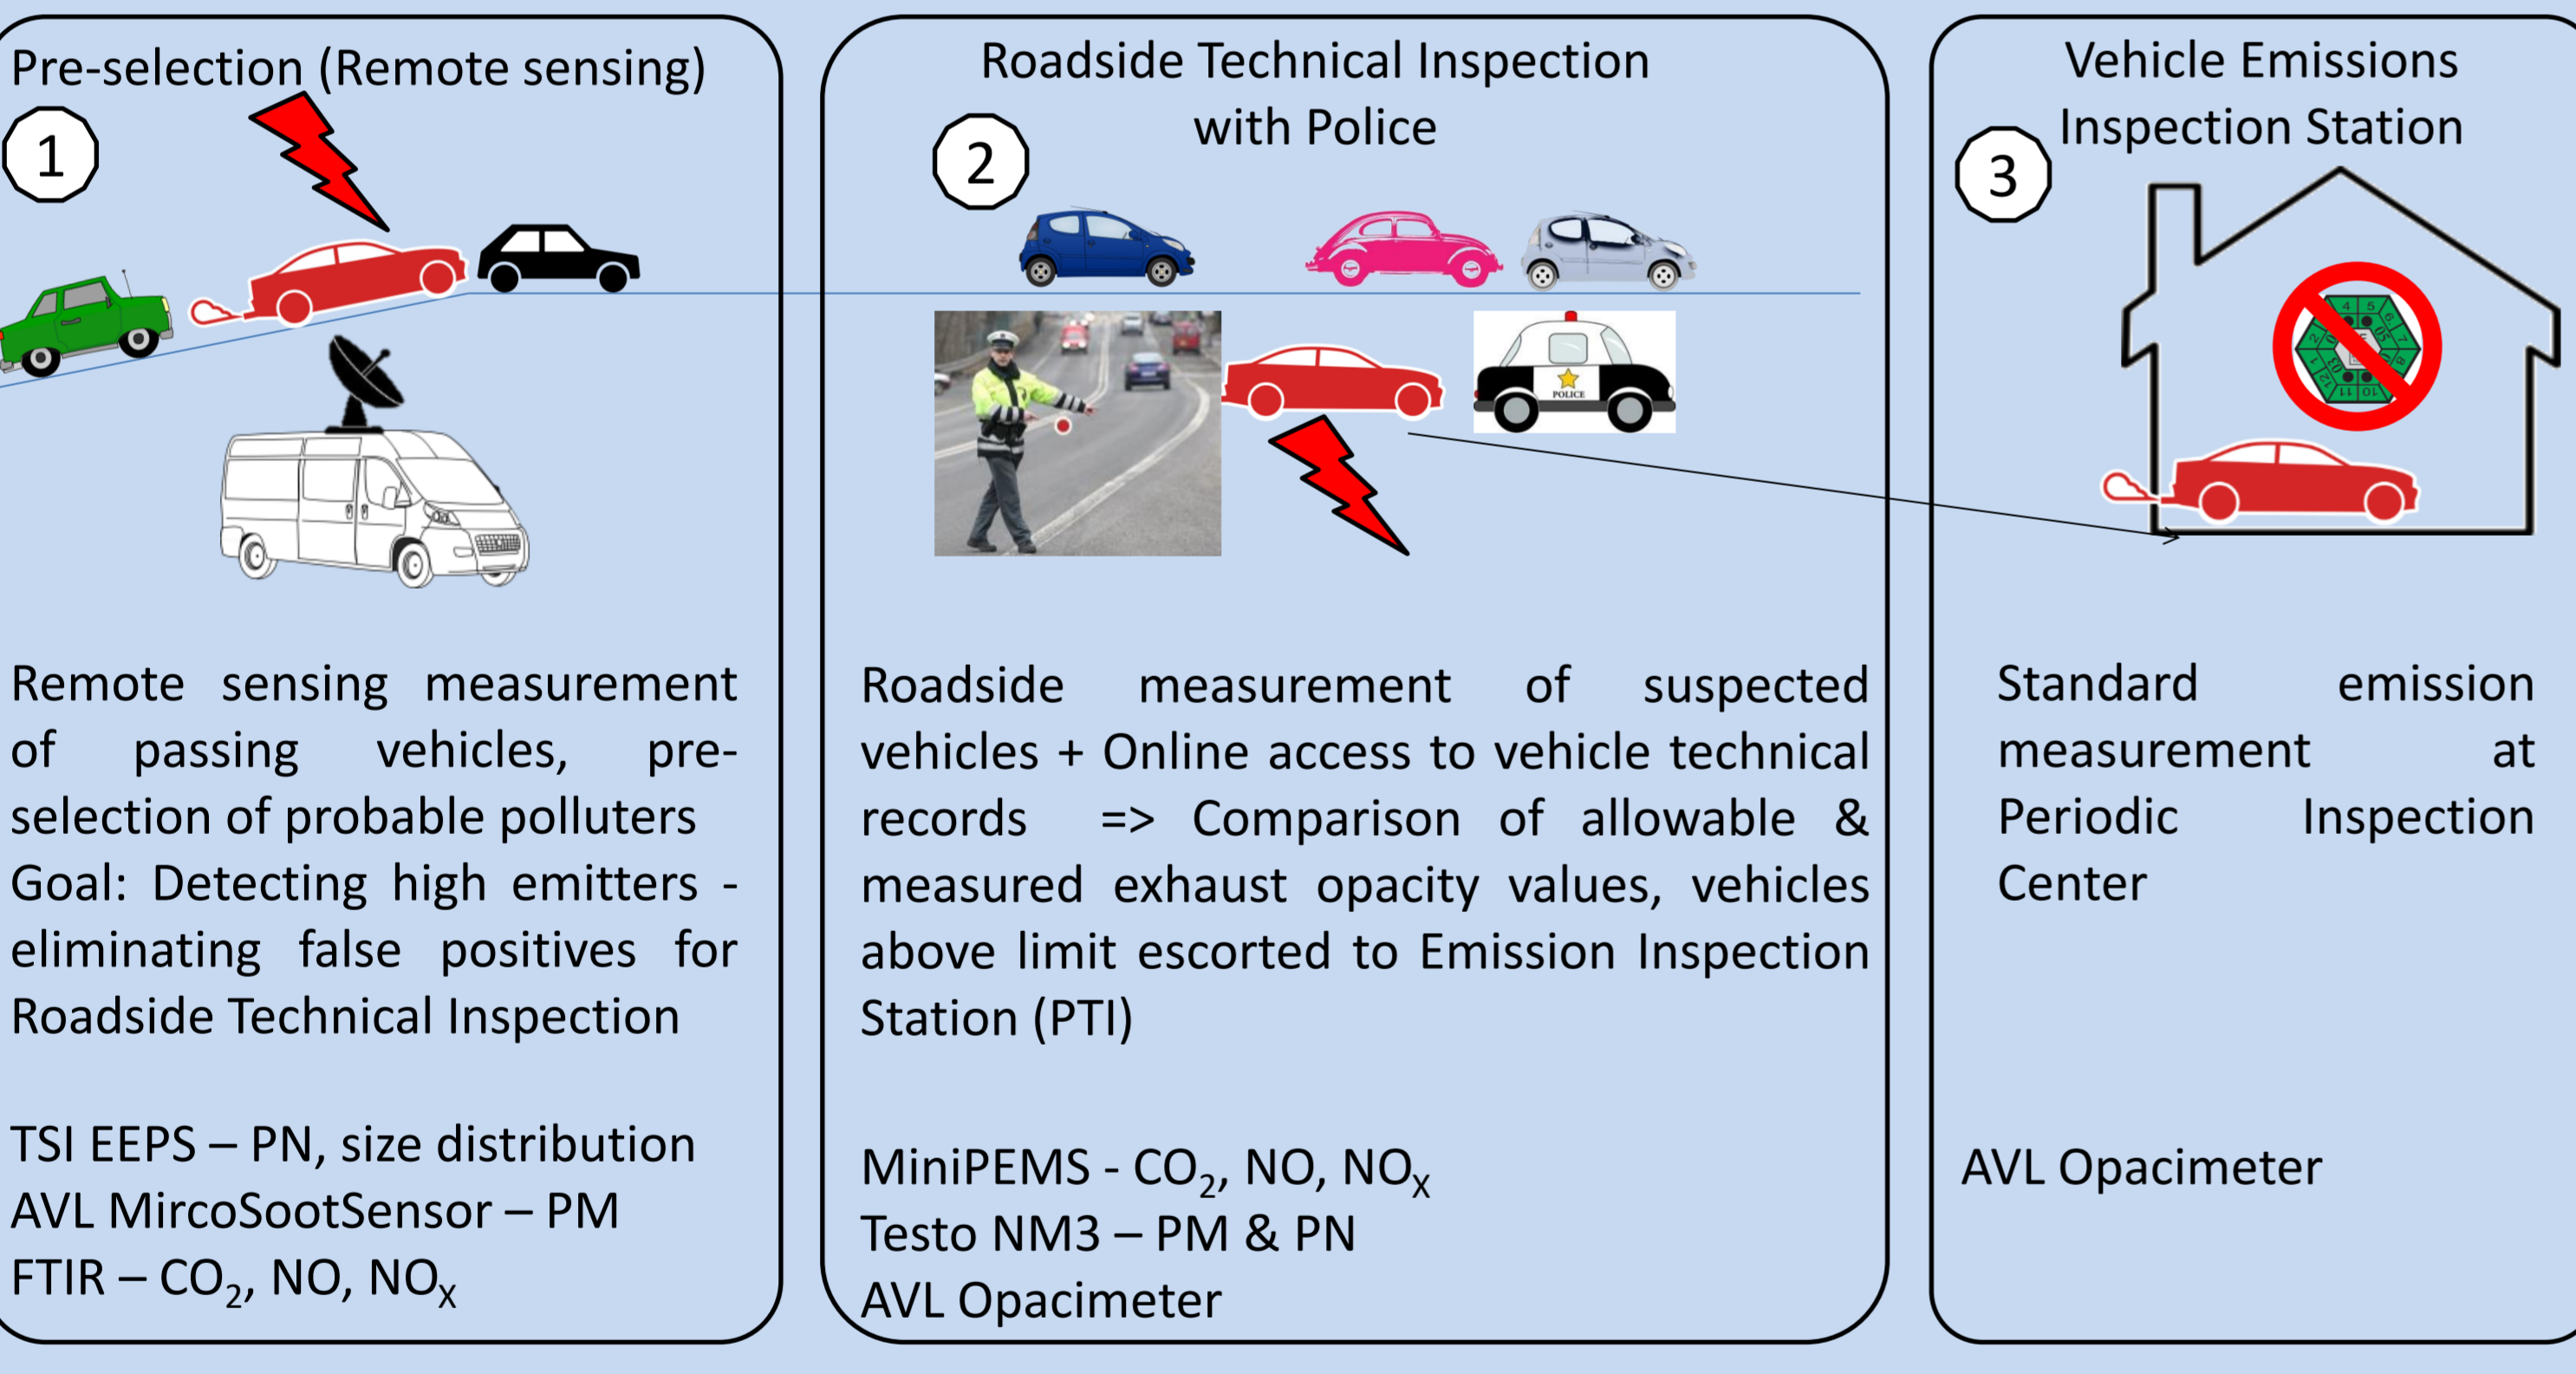 Pre-selection (Remote sensing)
1
Remote sensing measurement
of passing vehicles, pre-
selection of probable polluters
Goal: Detecting high emitters -
eliminating false positives for
Roadside Technical Inspection
TSI EEPS – PN, size distribution
AVL MircoSootSensor – PM
FTIR – CO₂, NO, NOₓ
Roadside Technical Inspection
with Police
2
POLICE
Roadside measurement of suspected
vehicles + Online access to vehicle technical
records => Comparison of allowable &
measured exhaust opacity values, vehicles
above limit escorted to Emission Inspection
Station (PTI)
MiniPEMS - CO₂, NO, NOₓ
Testo NM3 – PM & PN
AVL Opacimeter
Vehicle Emissions
Inspection Station
3
Standard emission
measurement at
Periodic Inspection
Center
AVL Opacimeter